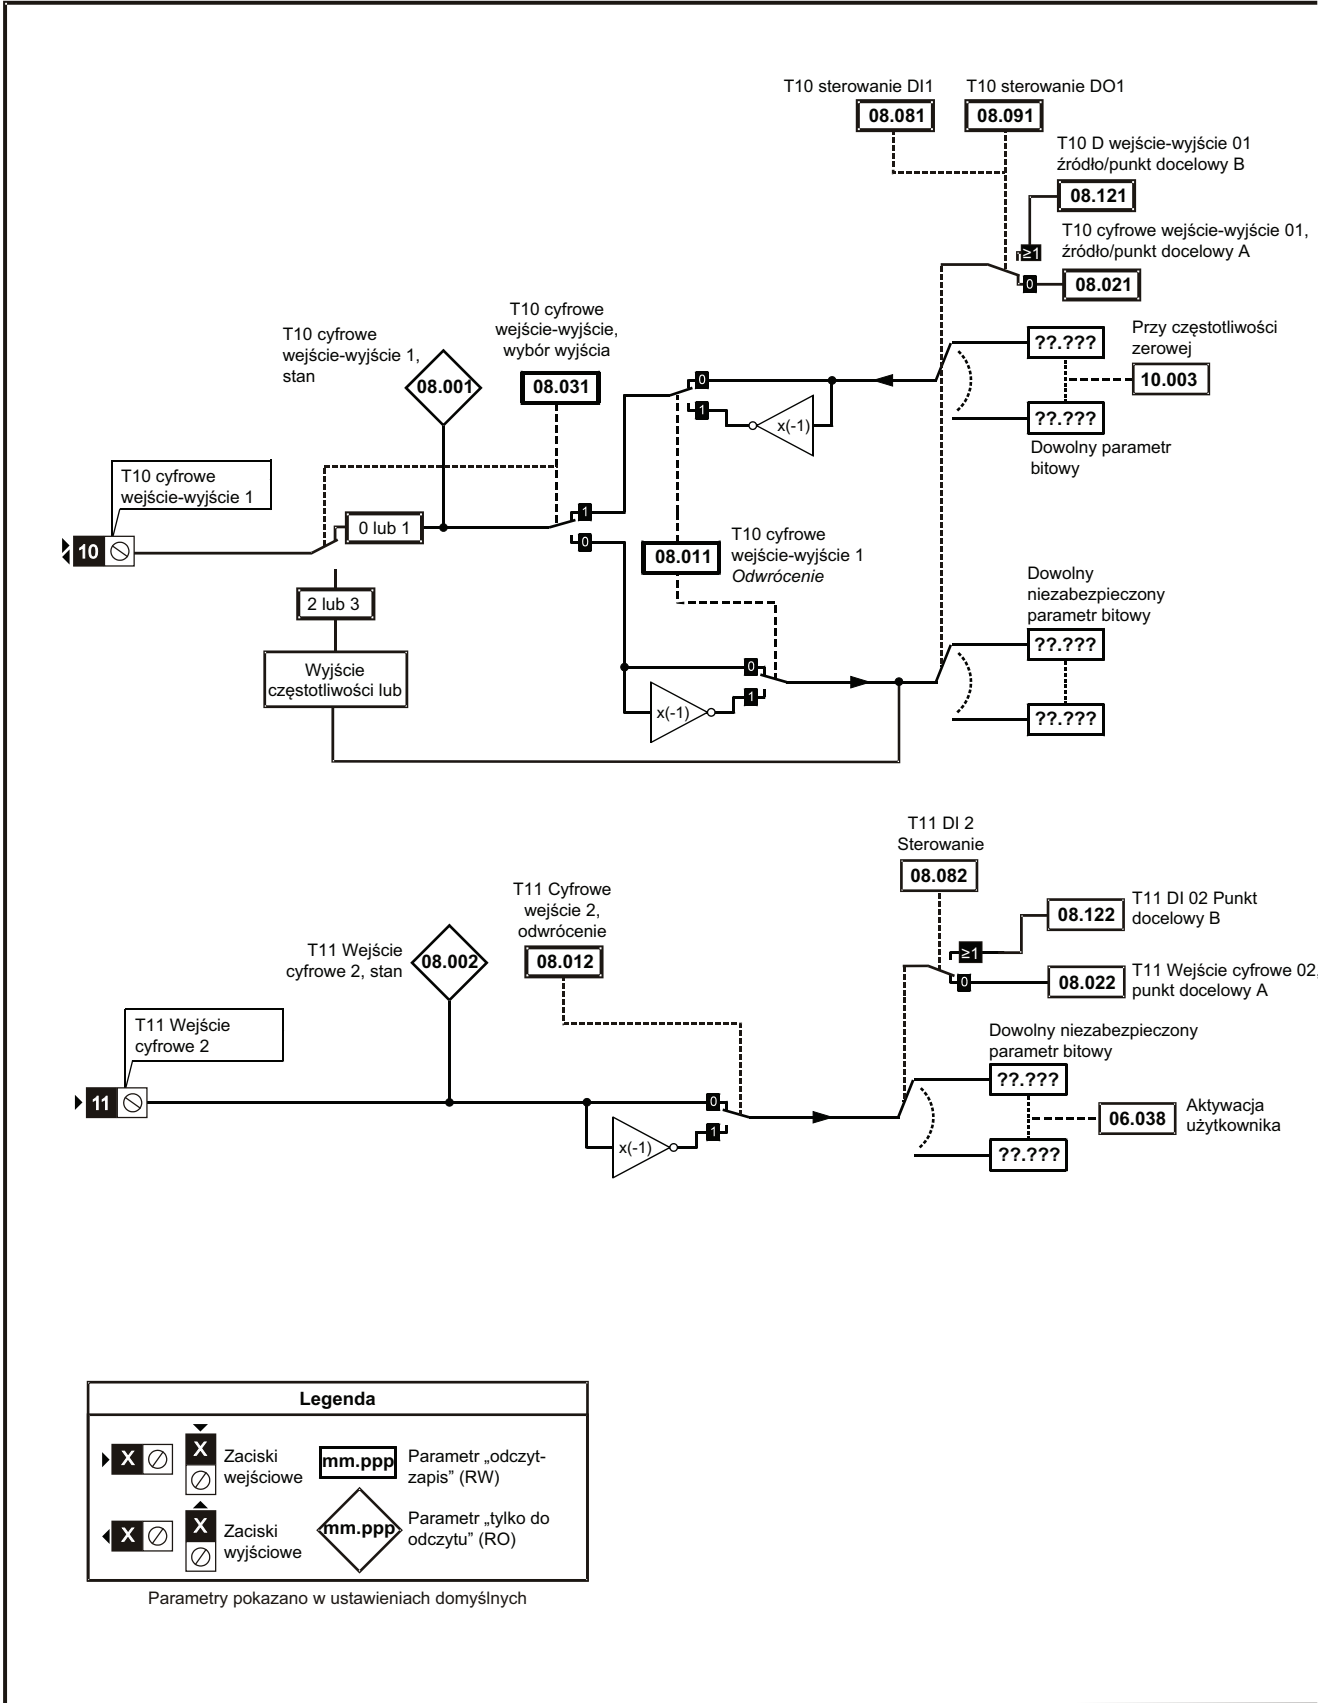 T10 sterowanie DI1
08.081
T10 sterowanie DO1
08.091
T10 D wejście-wyjście 01
źródło/punkt docelowy B
08.121
≥1
T10 cyfrowe wejście-wyjście 01,
źródło/punkt docelowy A
0
08.021
T10 cyfrowe
wejście-wyjście 1,
stan
08.001
T10 cyfrowe
wejście-wyjście,
wybór wyjścia
08.031
0
1
x(-1)
??.???
Przy częstotliwości
zerowej
10.003
??.???
Dowolny parametr
bitowy
T10 cyfrowe
wejście-wyjście 1
10
0 lub 1
1
0
2 lub 3
Wyjście
częstotliwości lub
08.011
T10 cyfrowe
wejście-wyjście 1
Odwrócenie
0
1
x(-1)
Dowolny
niezabezpieczony
parametr bitowy
??.???
??.???
T11 DI 2
Sterowanie
08.082
T11 Cyfrowe
wejście 2,
odwrócenie
08.012
T11 Wejście
cyfrowe 2, stan
08.002
≥1
08.122
T11 DI 02 Punkt
docelowy B
0
08.022
T11 Wejście cyfrowe 02,
punkt docelowy A
T11 Wejście
cyfrowe 2
11
0
1
x(-1)
Dowolny niezabezpieczony
parametr bitowy
??.???
06.038
Aktywacja
użytkownika
??.???
Legenda
X
X
Zaciski
wejściowe
mm.ppp
Parametr „odczyt-
zapis” (RW)
X
X
Zaciski
wyjściowe
mm.ppp
Parametr „tylko do
odczytu” (RO)
Parametry pokazano w ustawieniach domyślnych